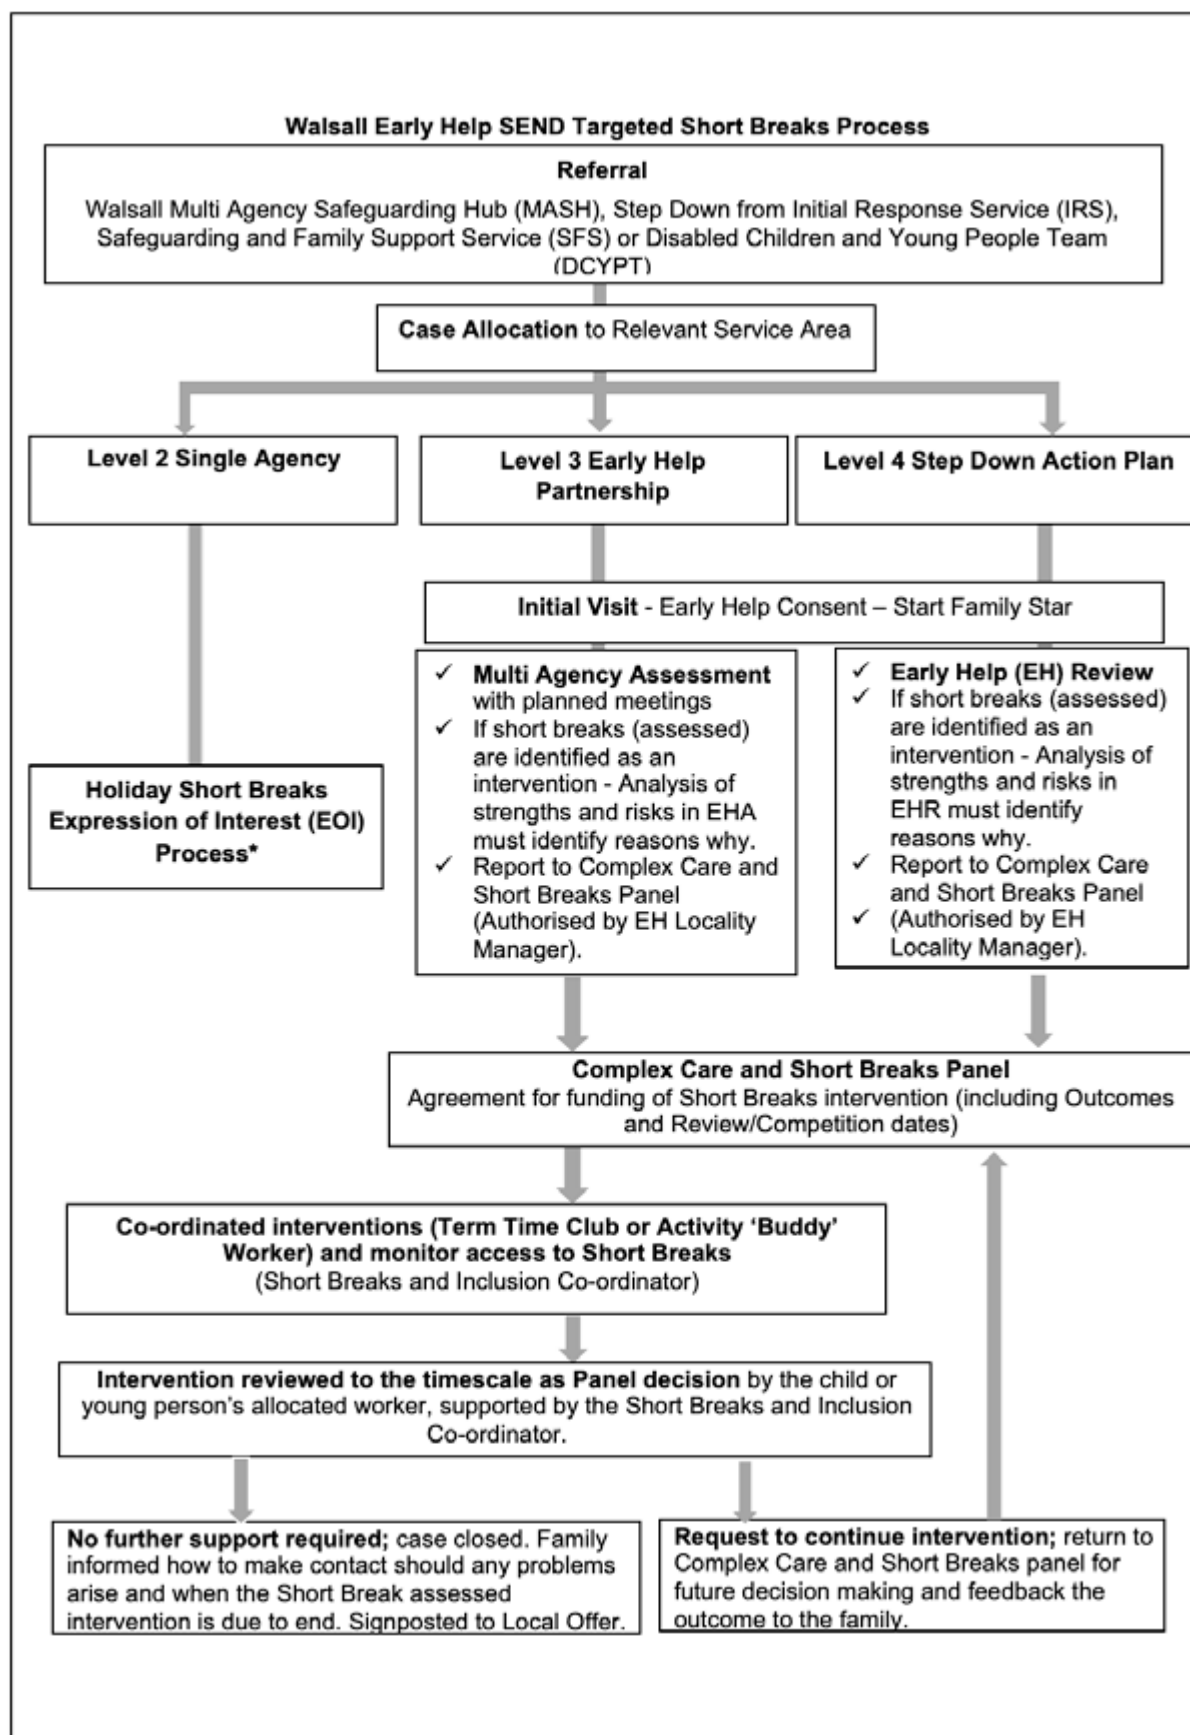 Walsall Early Help SEND Targeted Short Breaks Process
Referral
Walsall Multi Agency Safeguarding Hub (MASH), Step Down from Initial Response Service (IRS),
Safeguarding and Family Support Service (SFS) or Disabled Children and Young People Team
(DCYPT)
Case Allocation to Relevant Service Area
Level 2 Single Agency
Level 3 Early Help
Partnership
Level 4 Step Down Action Plan
Initial Visit - Early Help Consent – Start Family Star
Holiday Short Breaks
Expression of Interest (EOI)
Process*
✓ Multi Agency Assessment
with planned meetings
✓ If short breaks (assessed)
are identified as an
intervention - Analysis of
strengths and risks in EHA
must identify reasons why.
✓ Report to Complex Care and
Short Breaks Panel
(Authorised by EH Locality
Manager).
✓ Early Help (EH) Review
✓ If short breaks (assessed)
are identified as an
intervention - Analysis of
strengths and risks in
EHR must identify
reasons why.
✓ Report to Complex Care
and Short Breaks Panel
✓ (Authorised by EH
Locality Manager).
Complex Care and Short Breaks Panel
Agreement for funding of Short Breaks intervention (including Outcomes
and Review/Competition dates)
Co-ordinated interventions (Term Time Club or Activity ‘Buddy’
Worker) and monitor access to Short Breaks
(Short Breaks and Inclusion Co-ordinator)
Intervention reviewed to the timescale as Panel decision by the child or
young person’s allocated worker, supported by the Short Breaks and Inclusion
Co-ordinator.
No further support required; case closed. Family
informed how to make contact should any problems
arise and when the Short Break assessed
intervention is due to end. Signposted to Local Offer.
Request to continue intervention; return to
Complex Care and Short Breaks panel for
future decision making and feedback the
outcome to the family.